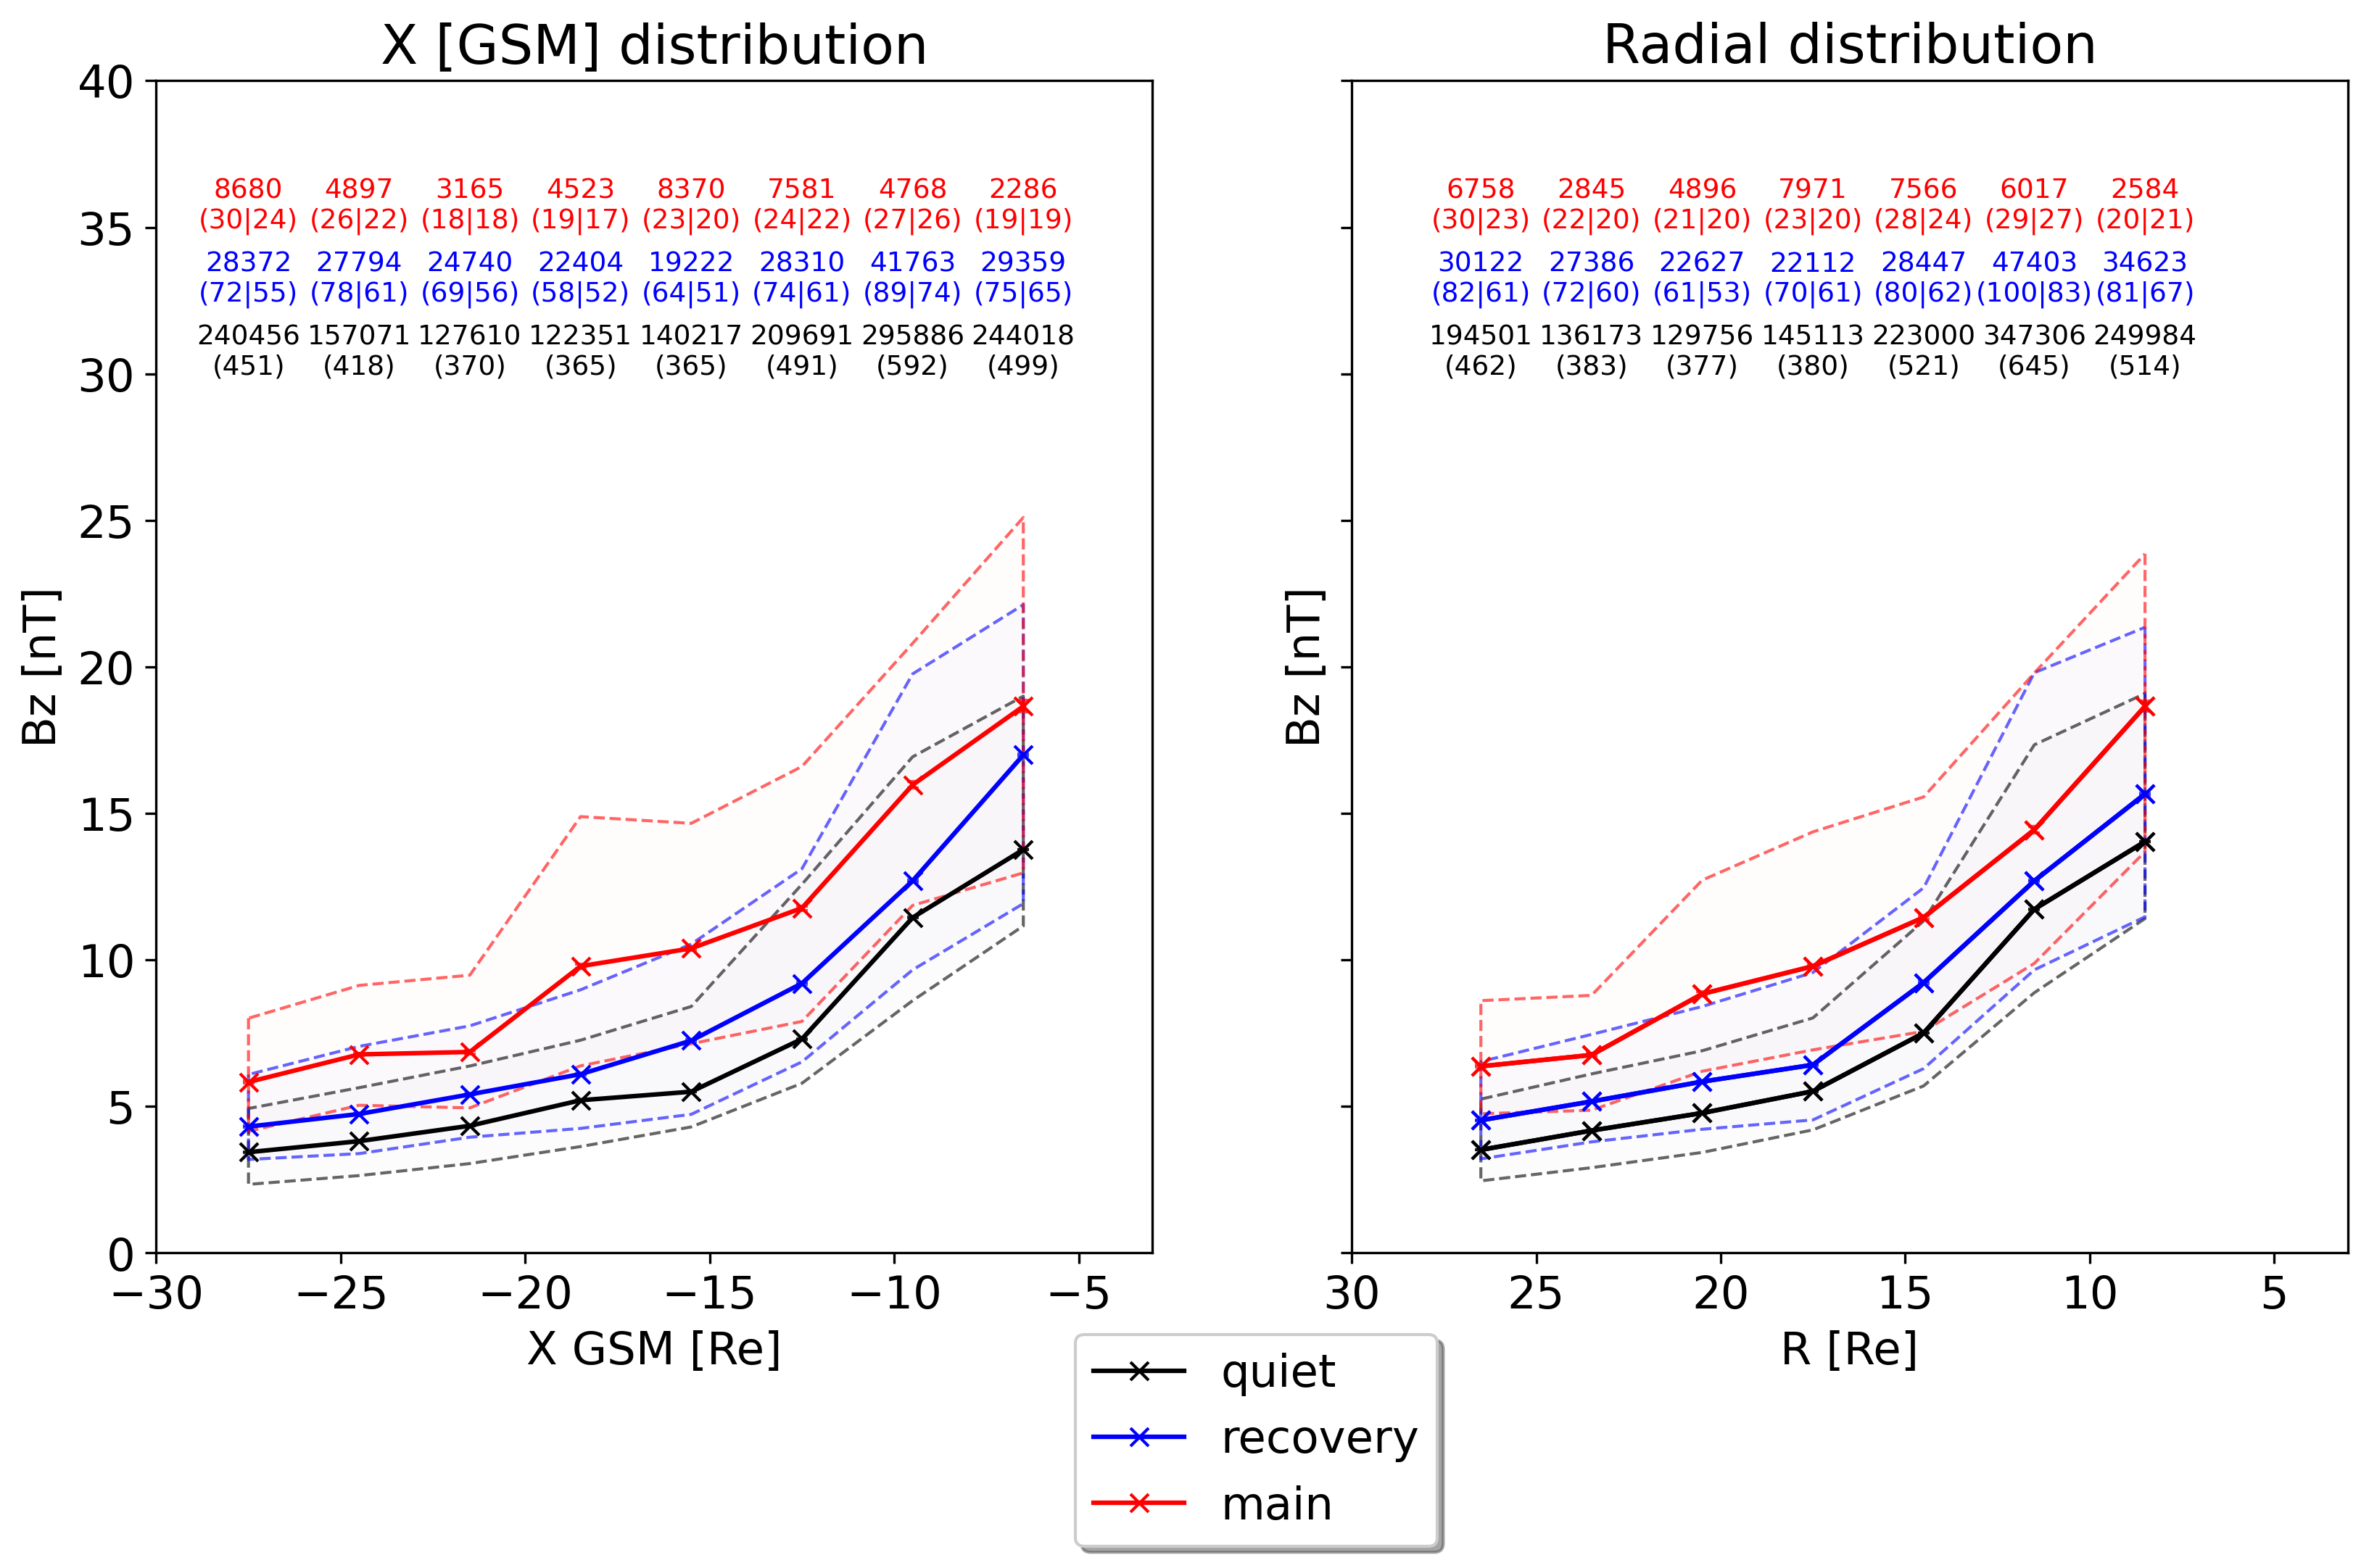 X [GSM] distribution
40
35
30
25
20
15
10
5
0
Bz [nT]
8680 4897 3165 4523 8370 7581 4768 2286
(30|24) (26|22) (18|18) (19|17) (23|20) (24|22) (27|26) (19|19)
28372 27794 24740 22404 19222 28310 41763 29359
(72|55) (78|61) (69|56) (58|52) (64|51) (74|61) (89|74) (75|65)
240456 157071 127610 122351 140217 209691 295886 244018
(451) (418) (370) (365) (365) (491) (592) (499)
−30 −25 −20 −15 −10 −5
X GSM [Re]
Radial distribution
Bz [nT]
6758 2845 4896 7971 7566 6017 2584
(30|23) (22|20) (21|20) (23|20) (28|24) (29|27) (20|21)
30122 27386 22627 22112 28447 47403 34623
(82|61) (72|60) (61|53) (70|61) (80|62) (100|83) (81|67)
194501 136173 129756 145113 223000 347306 249984
(462) (383) (377) (380) (521) (645) (514)
30 25 20 15 10 5
R [Re]
quiet
recovery
main